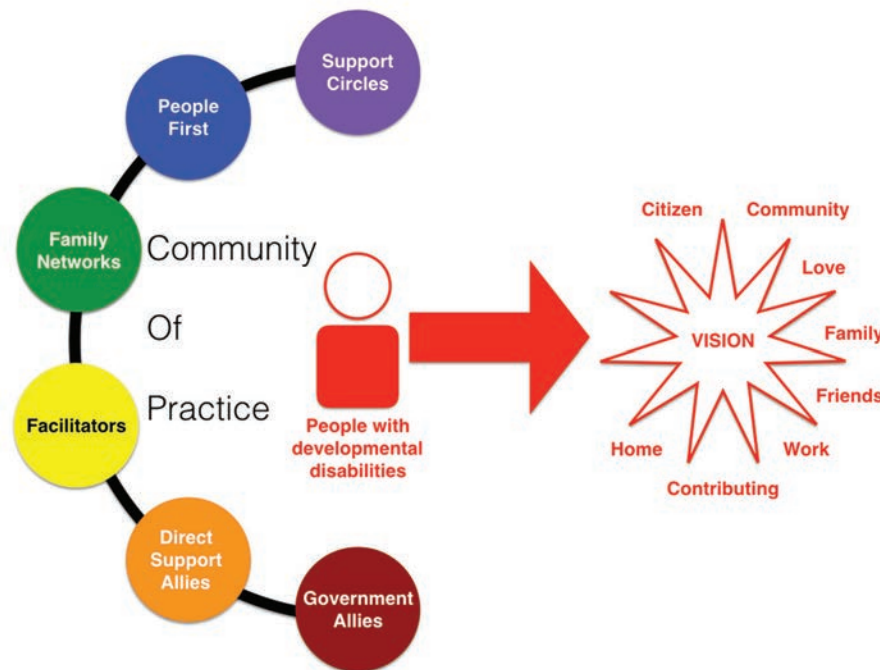 Support
Circles
People
First
Family
Networks
Community
Of
Practice
Facilitators
Direct
Support
Allies
Government
Allies
People with
developmental
disabilities
Citizen
Community
Love
Family
Friends
Work
Contributing
Home
VISION